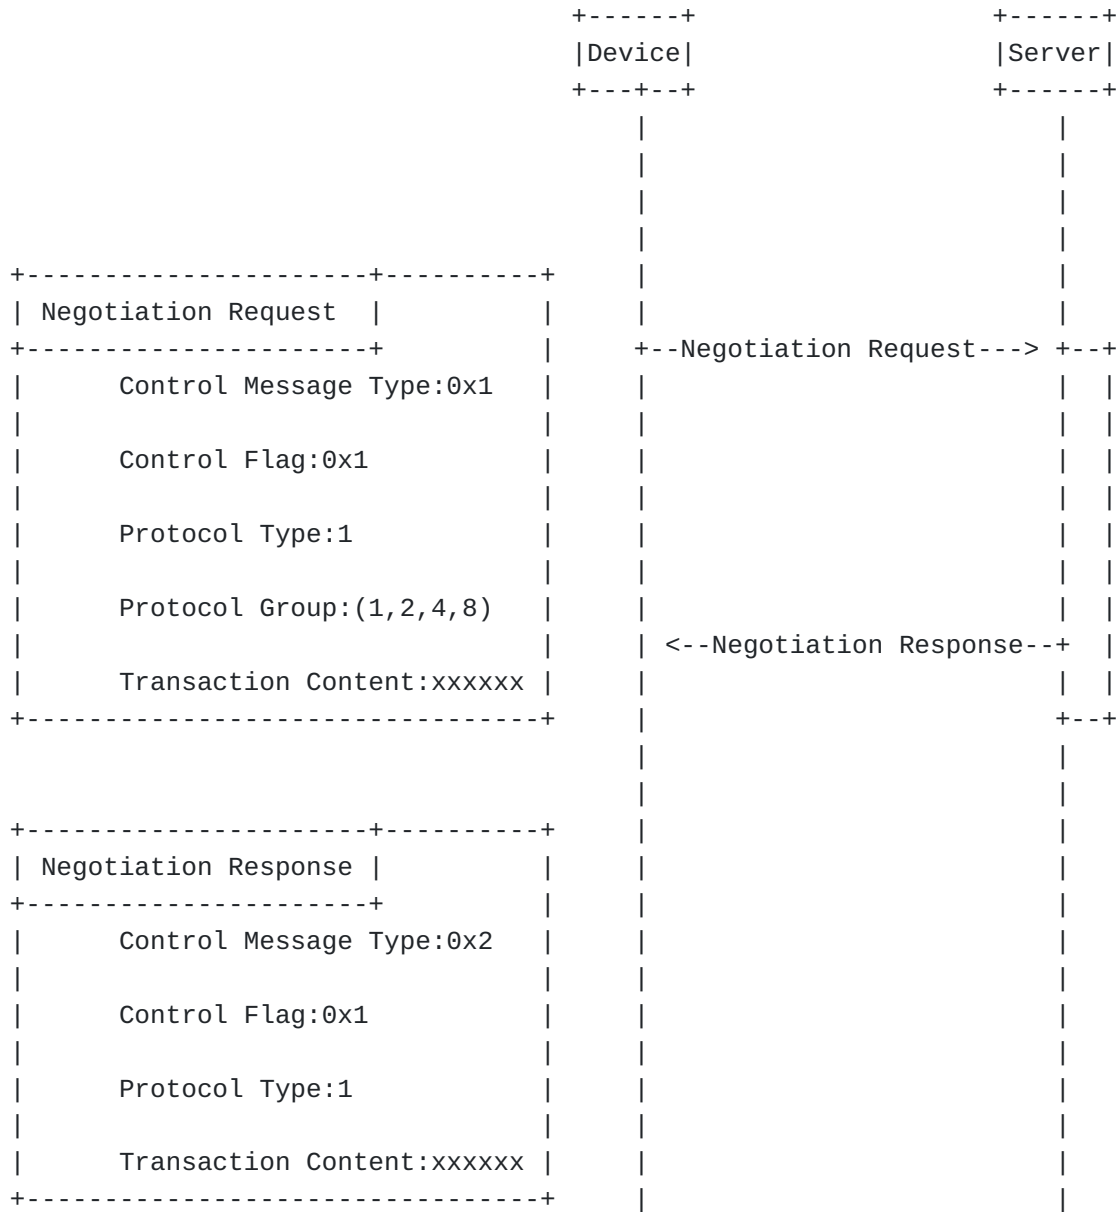 Device Server
Negotiation Request
--Negotiation Request--->
Control Message Type:0x1
Control Flag:0x1
Protocol Type:1
Protocol Group:(1,2,4,8)
<--Negotiation Response--
Transaction Content:xxxxxx
Negotiation Response
Control Message Type:0x2
Control Flag:0x1
Protocol Type:1
Transaction Content:xxxxxx